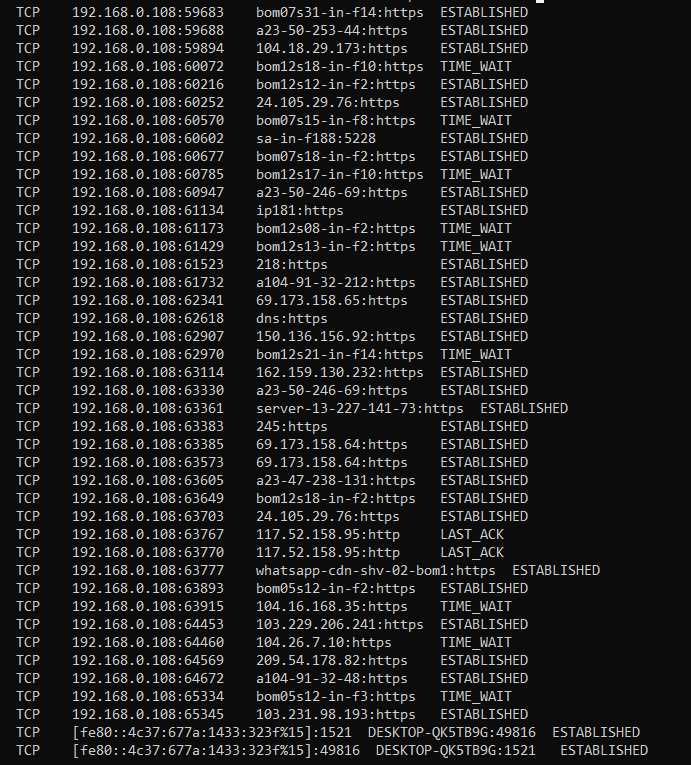 TCP 192.168.0.108:59683 bom07s31-in-f14:https ESTABLISHED
TCP 192.168.0.108:59688 a23-50-253-44:https ESTABLISHED
TCP 192.168.0.108:59894 104.18.29.173:https ESTABLISHED
TCP 192.168.0.108:60072 bom12s18-in-f10:https TIME_WAIT
TCP 192.168.0.108:60216 bom12s12-in-f2:https ESTABLISHED
TCP 192.168.0.108:60252 24.105.29.76:https ESTABLISHED
TCP 192.168.0.108:60570 bom07s15-in-f8:https TIME_WAIT
TCP 192.168.0.108:60602 sa-in-f188:5228 ESTABLISHED
TCP 192.168.0.108:60677 bom07s18-in-f2:https ESTABLISHED
TCP 192.168.0.108:60785 bom12s17-in-f10:https TIME_WAIT
TCP 192.168.0.108:60947 a23-50-246-69:https ESTABLISHED
TCP 192.168.0.108:61134 ip181:https ESTABLISHED
TCP 192.168.0.108:61173 bom12s08-in-f2:https TIME_WAIT
TCP 192.168.0.108:61429 bom12s13-in-f2:https TIME_WAIT
TCP 192.168.0.108:61523 218:https ESTABLISHED
TCP 192.168.0.108:61732 a104-91-32-212:https ESTABLISHED
TCP 192.168.0.108:62341 69.173.158.65:https ESTABLISHED
TCP 192.168.0.108:62618 dns:https ESTABLISHED
TCP 192.168.0.108:62907 150.136.156.92:https ESTABLISHED
TCP 192.168.0.108:62970 bom12s21-in-f14:https TIME_WAIT
TCP 192.168.0.108:63114 162.159.130.232:https ESTABLISHED
TCP 192.168.0.108:63330 a23-50-246-69:https ESTABLISHED
TCP 192.168.0.108:63361 server-13-227-141-73:https ESTABLISHED
TCP 192.168.0.108:63383 245:https ESTABLISHED
TCP 192.168.0.108:63385 69.173.158.64:https ESTABLISHED
TCP 192.168.0.108:63573 69.173.158.64:https ESTABLISHED
TCP 192.168.0.108:63605 a23-47-238-131:https ESTABLISHED
TCP 192.168.0.108:63649 bom12s18-in-f2:https ESTABLISHED
TCP 192.168.0.108:63703 24.105.29.76:https ESTABLISHED
TCP 192.168.0.108:63767 117.52.158.95:http LAST_ACK
TCP 192.168.0.108:63770 117.52.158.95:http LAST_ACK
TCP 192.168.0.108:63777 whatsapp-cdn-shv-02-bom1:https ESTABLISHED
TCP 192.168.0.108:63893 bom05s12-in-f2:https ESTABLISHED
TCP 192.168.0.108:63915 104.16.168.35:https TIME_WAIT
TCP 192.168.0.108:64453 103.229.206.241:https ESTABLISHED
TCP 192.168.0.108:64460 104.26.7.10:https TIME_WAIT
TCP 192.168.0.108:64569 209.54.178.82:https ESTABLISHED
TCP 192.168.0.108:64672 a104-91-32-48:https ESTABLISHED
TCP 192.168.0.108:65334 bom05s12-in-f3:https TIME_WAIT
TCP 192.168.0.108:65345 103.231.98.193:https ESTABLISHED
TCP [fe80::4c37:677a:1433:323f%15]:1521 DESKTOP-QK5TB9G:49816 ESTABLISHED
TCP [fe80::4c37:677a:1433:323f%15]:49816 DESKTOP-QK5TB9G:1521 ESTABLISHED